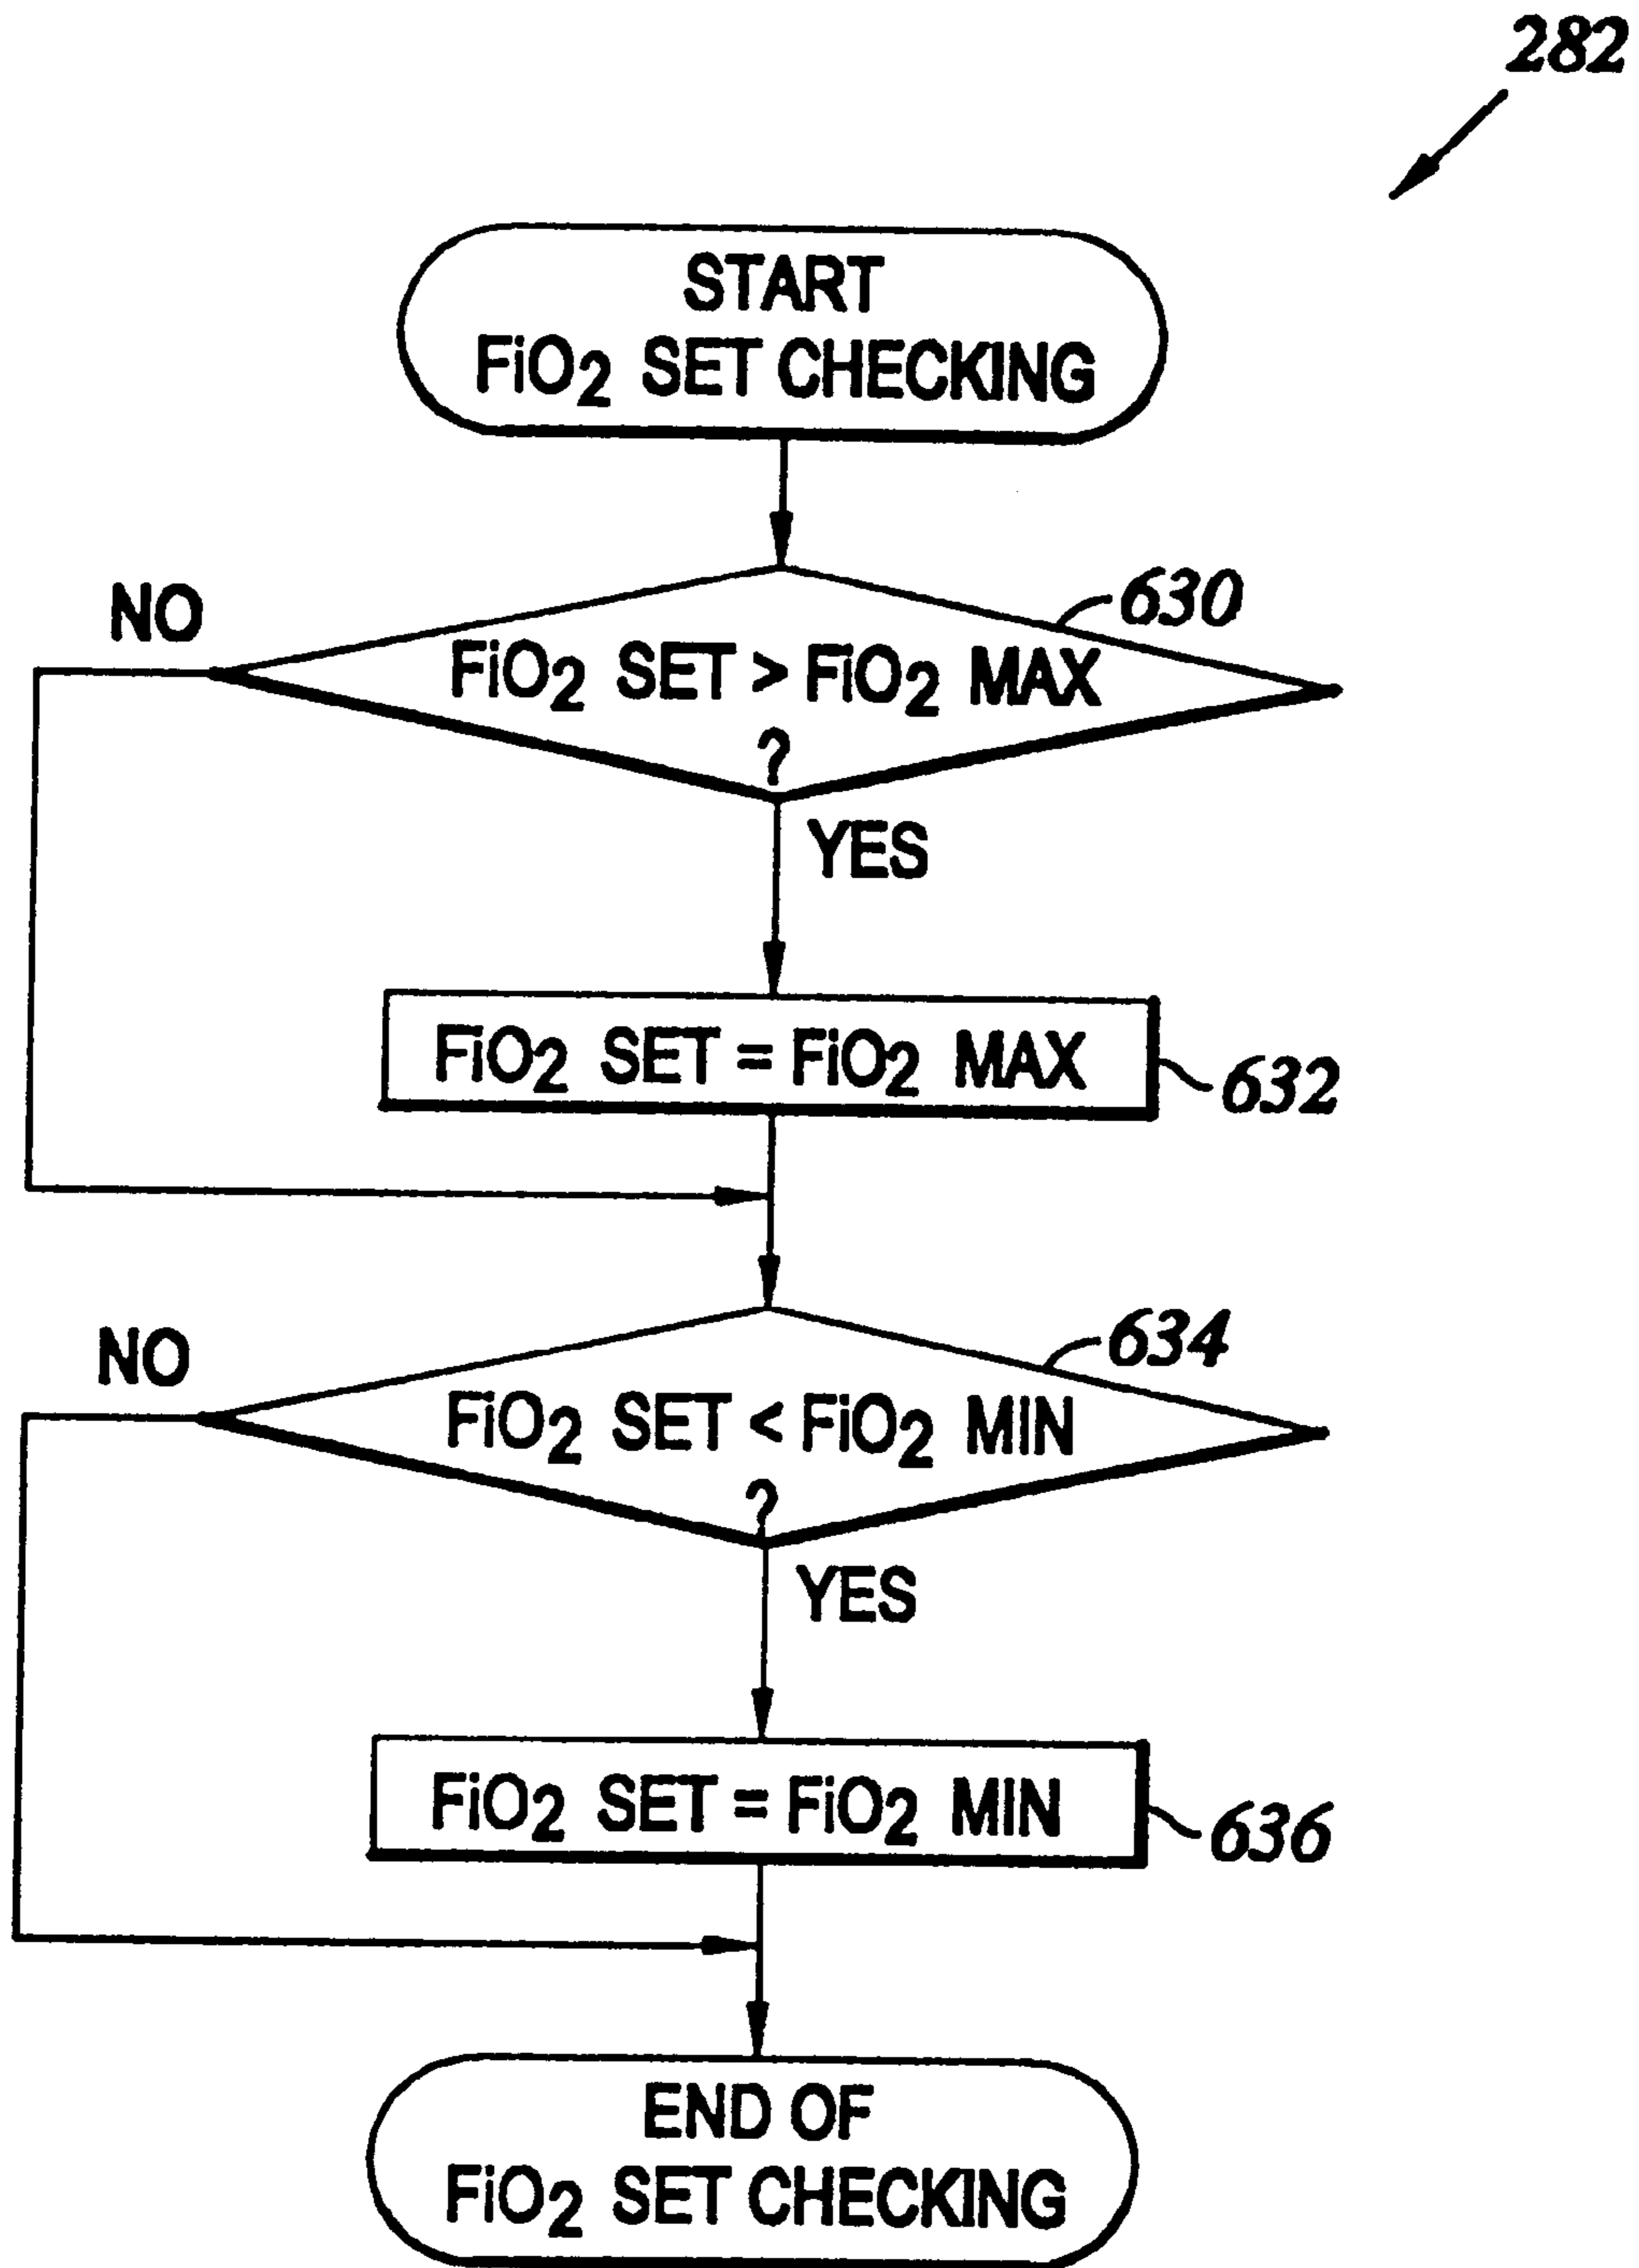 282
START
FiO2 SET CHECKING
NO
630
FiO2 SET > FiO2 MAX
?
YES
FiO2 SET = FiO2 MAX
632
NO
634
FiO2 SET < FiO2 MIN
?
YES
FiO2 SET = FiO2 MIN
636
END OF
FiO2 SET CHECKING